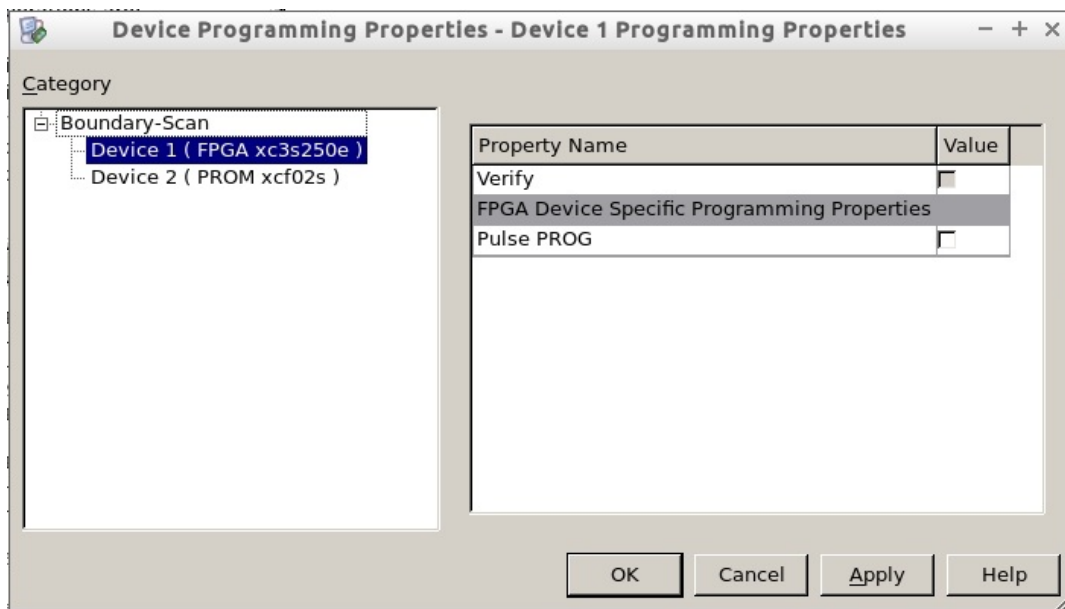 Device Programming Properties - Device 1 Programming Properties
Category
Boundary-Scan
Device 1 ( FPGA xc3s250e )
Device 2 ( PROM xcf02s )
Property Name Value
Verify
FPGA Device Specific Programming Properties
Pulse PROG
OK Cancel Apply Help